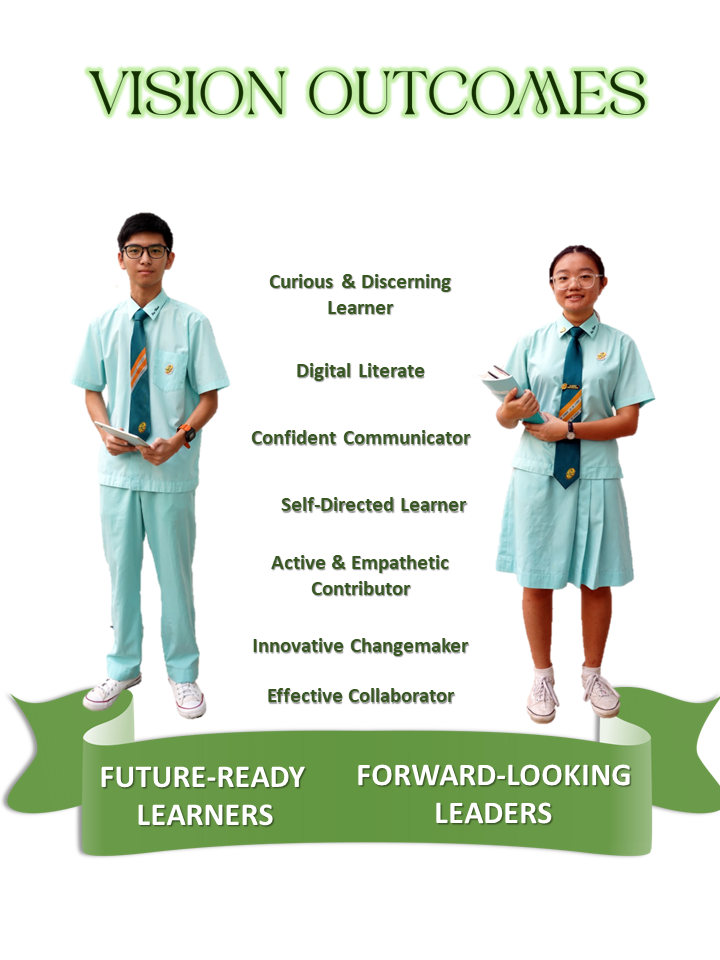 VISION OUTCOMES
Curious & Discerning
Learner
Digital Literate
Confident Communicator
Self-Directed Learner
Active & Empathetic
Contributor
Innovative Changemaker
Effective Collaborator
FUTURE-READY
LEARNERS
FORWARD-LOOKING
LEADERS